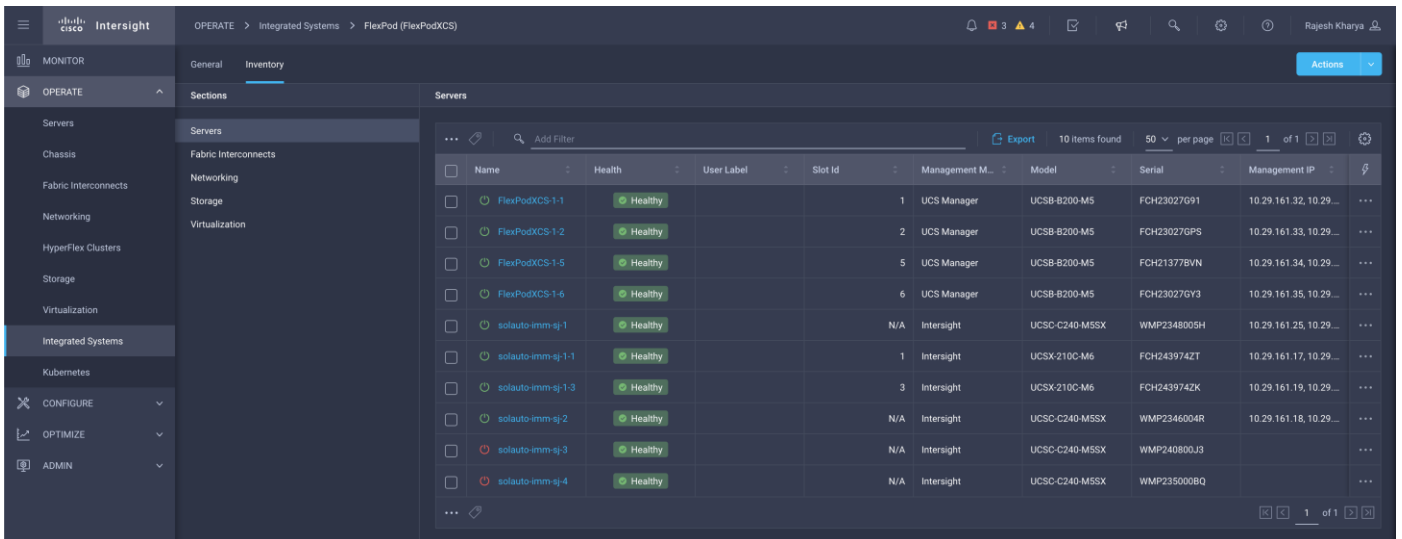 cisco Intersight
OPERATE > Integrated Systems > FlexPod (FlexPodXCS)
3 4
Rajesh Kharya
MONITOR
OPERATE
Servers
Chassis
Fabric Interconnects
Networking
HyperFlex Clusters
Storage
Virtualization
Integrated Systems
Kubernetes
CONFIGURE
OPTIMIZE
ADMIN
General Inventory
Actions
Sections
Servers
Fabric Interconnects
Networking
Storage
Virtualization
Servers
Add Filter Export 10 items found 50 per page 1 of 1
Name Health User Label Slot Id Management M... Model Serial Management IP
FlexPodXCS-1-1 Healthy 1 UCS Manager UCSB-B200-M5 FCH23027G91 10.29.161.32, 10.29....
FlexPodXCS-1-2 Healthy 2 UCS Manager UCSB-B200-M5 FCH23027GPS 10.29.161.33, 10.29....
FlexPodXCS-1-5 Healthy 5 UCS Manager UCSB-B200-M5 FCH21377BVN 10.29.161.34, 10.29....
FlexPodXCS-1-6 Healthy 6 UCS Manager UCSB-B200-M5 FCH23027GY3 10.29.161.35, 10.29....
solauto-imm-sj-1 Healthy N/A Intersight UCSC-C240-M5SX WMP2348005H 10.29.161.25, 10.29....
solauto-imm-sj-1-1 Healthy 1 Intersight UCSX-210C-M6 FCH243974ZT 10.29.161.17, 10.29....
solauto-imm-sj-1-3 Healthy 3 Intersight UCSX-210C-M6 FCH243974ZK 10.29.161.19, 10.29....
solauto-imm-sj-2 Healthy N/A Intersight UCSC-C240-M5SX WMP2346004R 10.29.161.18, 10.29....
solauto-imm-sj-3 Healthy N/A Intersight UCSC-C240-M5SX WMP240800J3
solauto-imm-sj-4 Healthy N/A Intersight UCSC-C240-M5SX WMP235000BQ
1 of 1